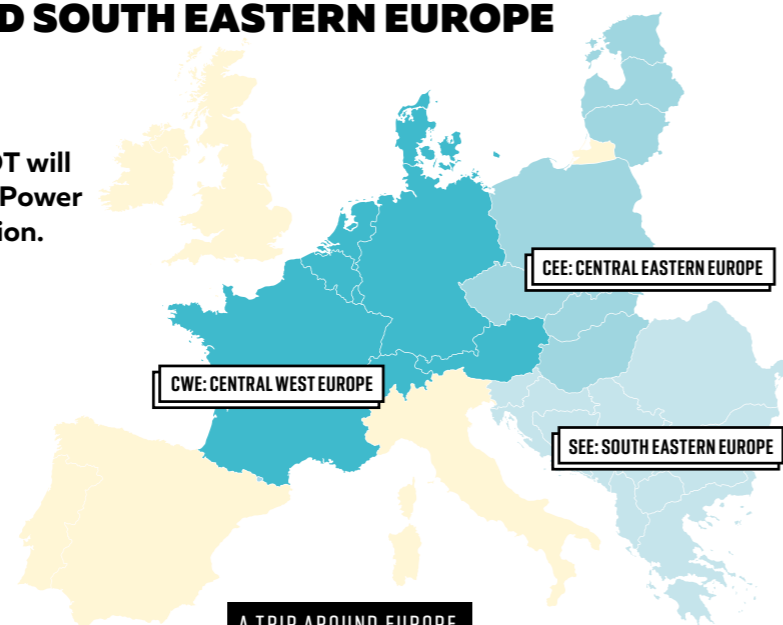 D SOUTH EASTERN EUROPE
OT will
Power
ion.
CEE: CENTRAL EASTERN EUROPE
CWE: CENTRAL WEST EUROPE
SEE: SOUTH EASTERN EUROPE
A TRIP AROUND EUROPE